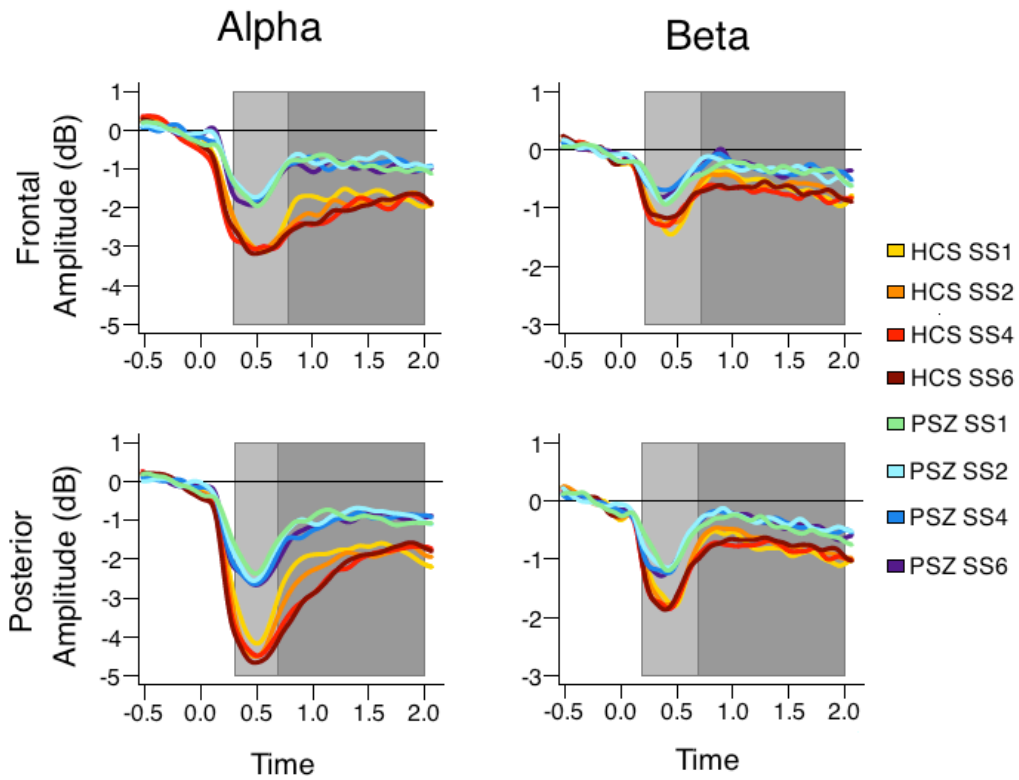 Alpha
Beta
Frontal
Amplitude (dB)
1
0
-1
-2
-3
-4
-5
-0.5 0.0 0.5 1.0 1.5 2.0
1
0
-1
-2
-3
-0.5 0.0 0.5 1.0 1.5 2.0
Posterior
Amplitude (dB)
1
0
-1
-2
-3
-4
-5
-0.5 0.0 0.5 1.0 1.5 2.0
Time
1
0
-1
-2
-3
-0.5 0.0 0.5 1.0 1.5 2.0
Time
HCS SS1
HCS SS2
HCS SS4
HCS SS6
PSZ SS1
PSZ SS2
PSZ SS4
PSZ SS6